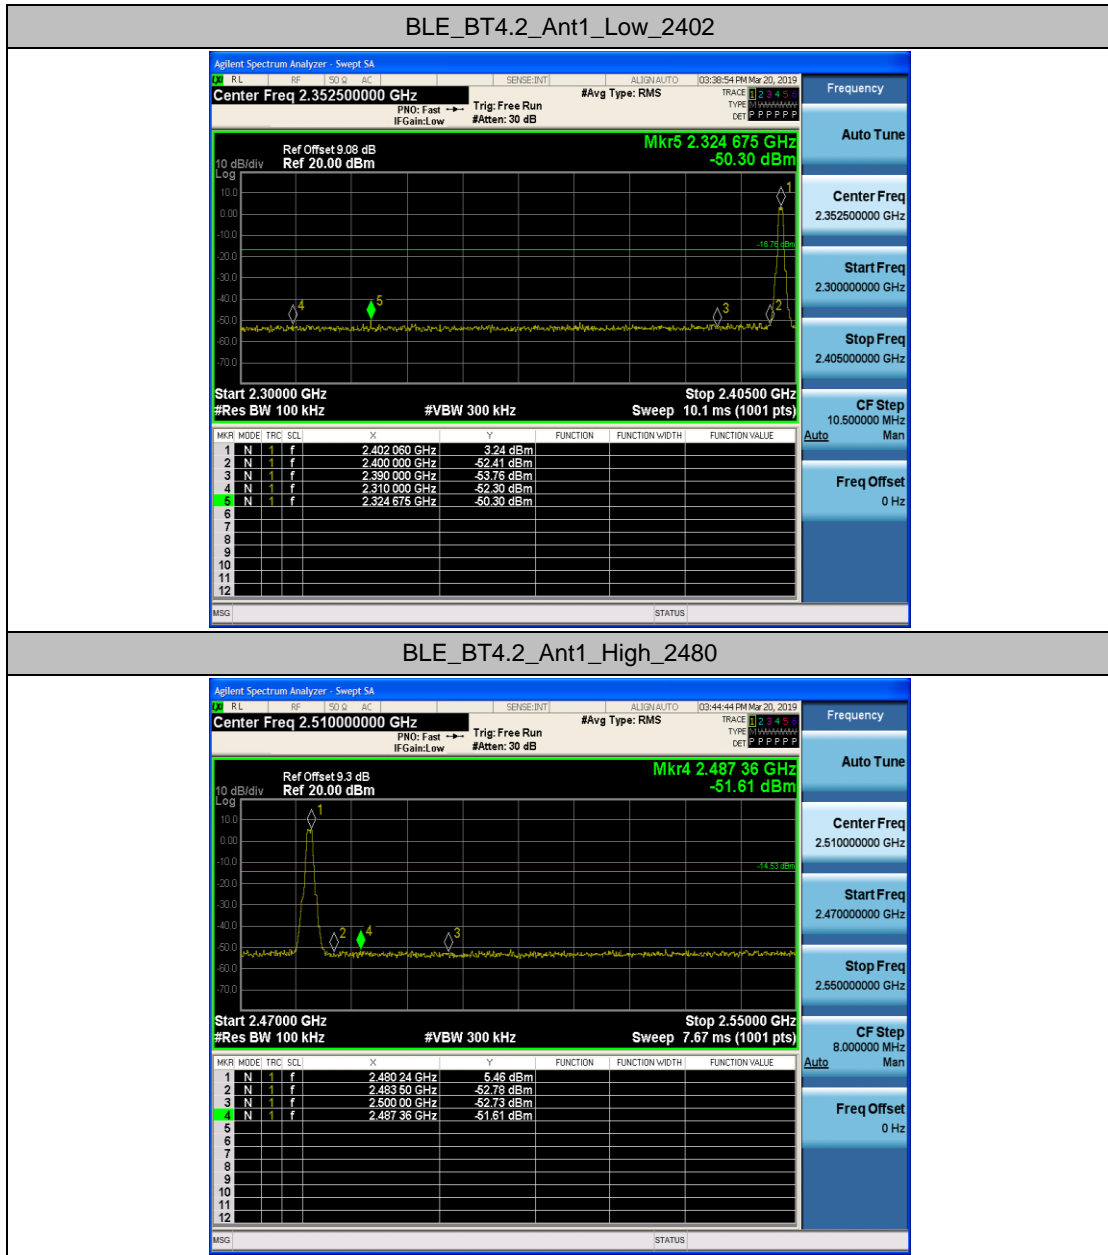 BLE_BT4.2_Ant1_Low_2402
Agilent Spectrum Analyzer - Swept SA
RL RF 50 Ω AC SENSE:INT ALIGNAUTO 03:38:54 PM Mar 20, 2019
Center Freq 2.352500000 GHz #Avg Type: RMS TRACE 1 2 3 4 5 6
PNO: Fast Trig: Free Run TYPE M WWWWW
IFGain:Low #Atten: 30 dB DET P P P P P P
Frequency
Auto Tune
Center Freq
2.352500000 GHz
Start Freq
2.300000000 GHz
Stop Freq
2.405000000 GHz
CF Step
10.500000 MHz
Auto Man
Freq Offset
0 Hz
Mkr5 2.324 675 GHz
-50.30 dBm
Ref Offset 9.08 dB
10 dB/div Ref 20.00 dBm
Log
10.0
0.00
-10.0
-20.0
-30.0
-40.0
-50.0
-60.0
-70.0
1
-16.76 dBm
4 5 3 2
Start 2.30000 GHz Stop 2.40500 GHz
#Res BW 100 kHz #VBW 300 kHz Sweep 10.1 ms (1001 pts)
MKR MODE TRC SCL X Y FUNCTION FUNCTION WIDTH FUNCTION VALUE
1 N 1 f 2.402 060 GHz 3.24 dBm
2 N 1 f 2.400 000 GHz -52.41 dBm
3 N 1 f 2.390 000 GHz -53.76 dBm
4 N 1 f 2.310 000 GHz -52.30 dBm
5 N 1 f 2.324 675 GHz -50.30 dBm
6
7
8
9
10
11
12
MSG STATUS
BLE_BT4.2_Ant1_High_2480
Agilent Spectrum Analyzer - Swept SA
RL RF 50 Ω AC SENSE:INT ALIGNAUTO 03:44:44 PM Mar 20, 2019
Center Freq 2.510000000 GHz #Avg Type: RMS TRACE 1 2 3 4 5 6
PNO: Fast Trig: Free Run TYPE M WWWWW
IFGain:Low #Atten: 30 dB DET P P P P P P
Frequency
Auto Tune
Center Freq
2.510000000 GHz
Start Freq
2.470000000 GHz
Stop Freq
2.550000000 GHz
CF Step
8.000000 MHz
Auto Man
Freq Offset
0 Hz
Mkr4 2.487 36 GHz
-51.61 dBm
Ref Offset 9.3 dB
10 dB/div Ref 20.00 dBm
Log
10.0
0.00
-10.0
-20.0
-30.0
-40.0
-50.0
-60.0
-70.0
1
-14.53 dBm
2 4 3
Start 2.47000 GHz Stop 2.55000 GHz
#Res BW 100 kHz #VBW 300 kHz Sweep 7.67 ms (1001 pts)
MKR MODE TRC SCL X Y FUNCTION FUNCTION WIDTH FUNCTION VALUE
1 N 1 f 2.480 24 GHz 5.46 dBm
2 N 1 f 2.483 50 GHz -52.78 dBm
3 N 1 f 2.500 00 GHz -52.73 dBm
4 N 1 f 2.487 36 GHz -51.61 dBm
5
6
7
8
9
10
11
12
MSG STATUS